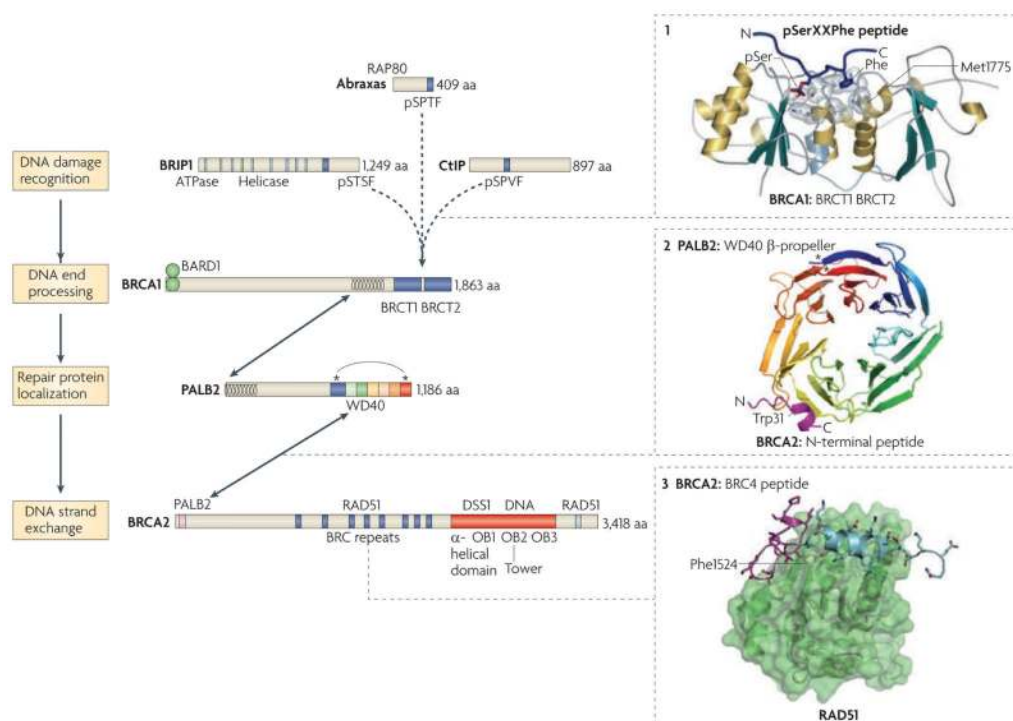 DNA damage
recognition
DNA end
processing
Repair protein
localization
DNA strand
exchange
RAP80
Abraxas 409 aa
pSPTF
BRIP1 1,249 aa
ATPase Helicase pSTSF
CtIP 897 aa
pSPVF
BARD1
BRCA1 1,863 aa
BRCT1 BRCT2
* *
PALB2 1,186 aa
WD40
PALB2 RAD51 DSS1 DNA RAD51
BRCA2 3,418 aa
BRC repeats α- OB1 OB2 OB3
helical
domain Tower
1 pSerXXPhe peptide
N
pSer C
Phe Met1775
BRCA1: BRCT1 BRCT2
2 PALB2: WD40 β-propeller
* *
N
Trp31 C
BRCA2: N-terminal peptide
3 BRCA2: BRC4 peptide
Phe1524
RAD51